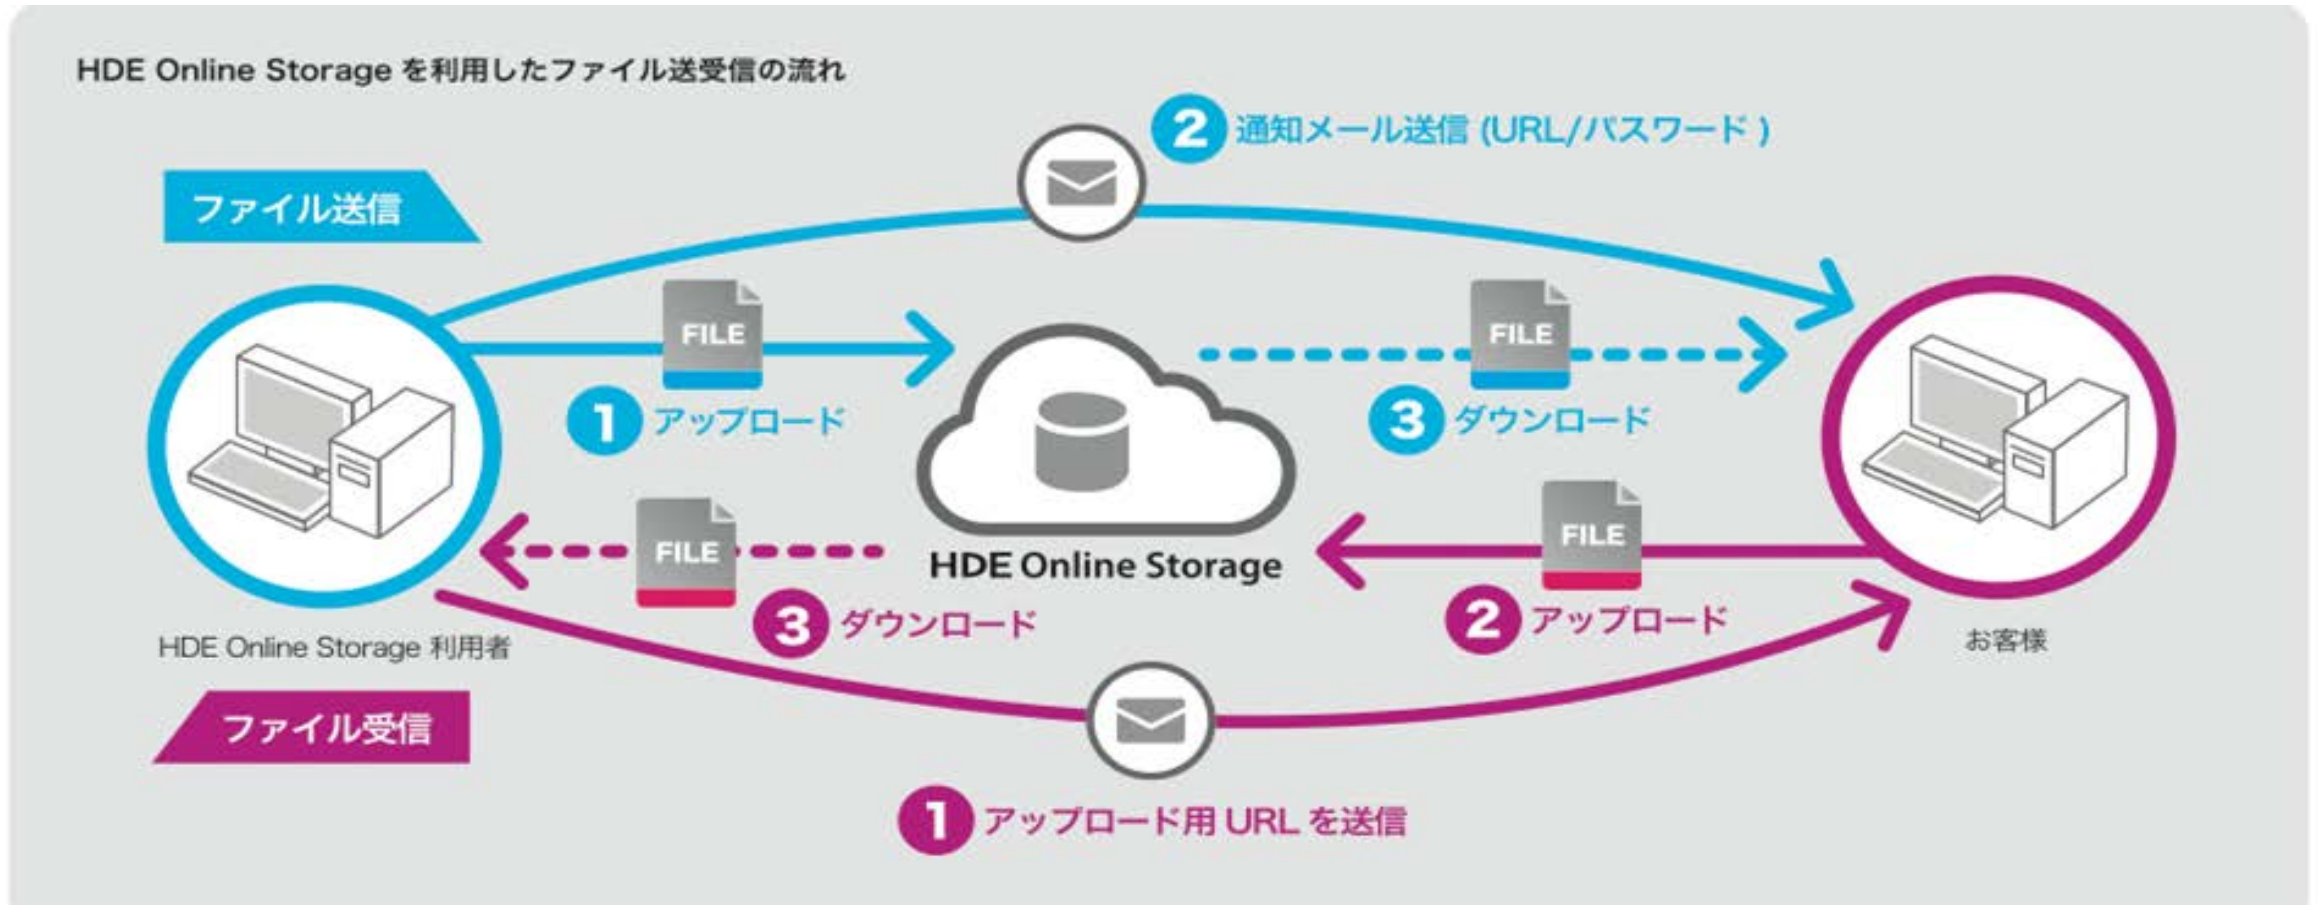 HDE Online Storage を利用したファイル送受信の流れ
2 通知メール送信 (URL/パスワード )
ファイル送信
FILE
FILE
1 アップロード
3 ダウンロード
FILE
FILE
HDE Online Storage
3 ダウンロード
2 アップロード
HDE Online Storage 利用者
お客様
ファイル受信
1 アップロード用 URL を送信